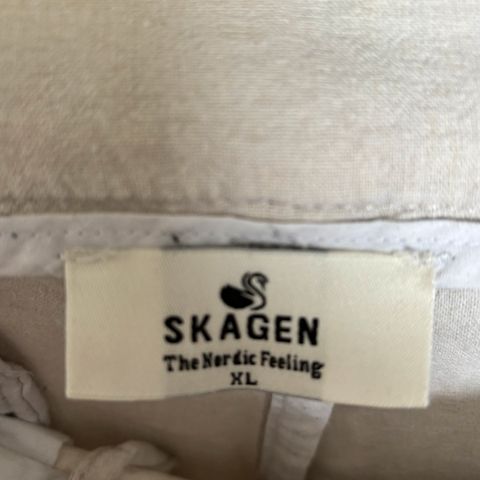 SKAGEN
The Nordic Feeling
XL